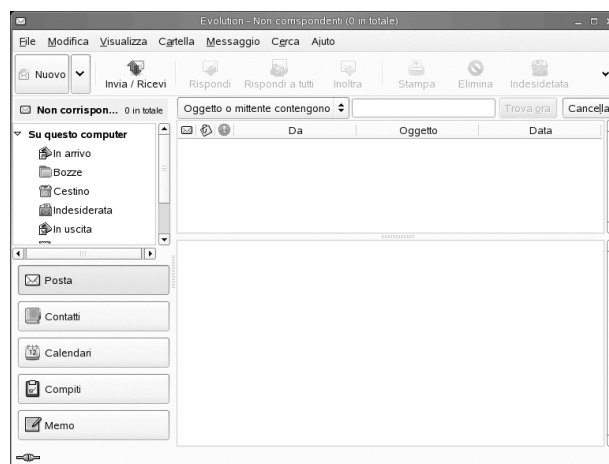 Evolution - Non corrispondenti (0 in totale)
File Modifica Visualizza Cartella Messaggio Cerca Aiuto
Nuovo Invia / Ricevi Rispondi Rispondi a tutti Inoltra Stampa Elimina Indesidetata
Non corrispon... 0 in totale Oggetto o mittente contengono Trova ora Cancella
Su questo computer Da Oggetto Data
In arrivo
Bozze
Cestino
Indesiderata
In uscita
Posta
Contatti
Calendari
Compiti
Memo